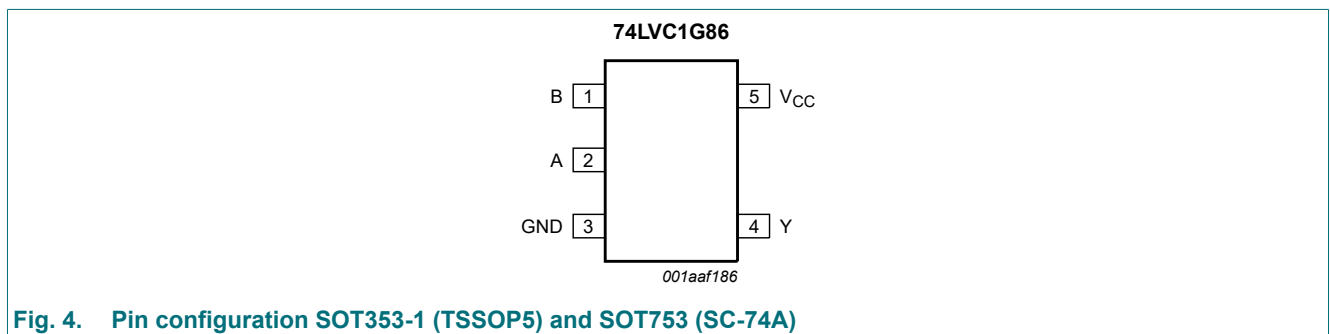 74LVC1G86
B 1 5 VCC
A 2
GND 3 4 Y
001aaf186
Fig. 4. Pin configuration SOT353-1 (TSSOP5) and SOT753 (SC-74A)